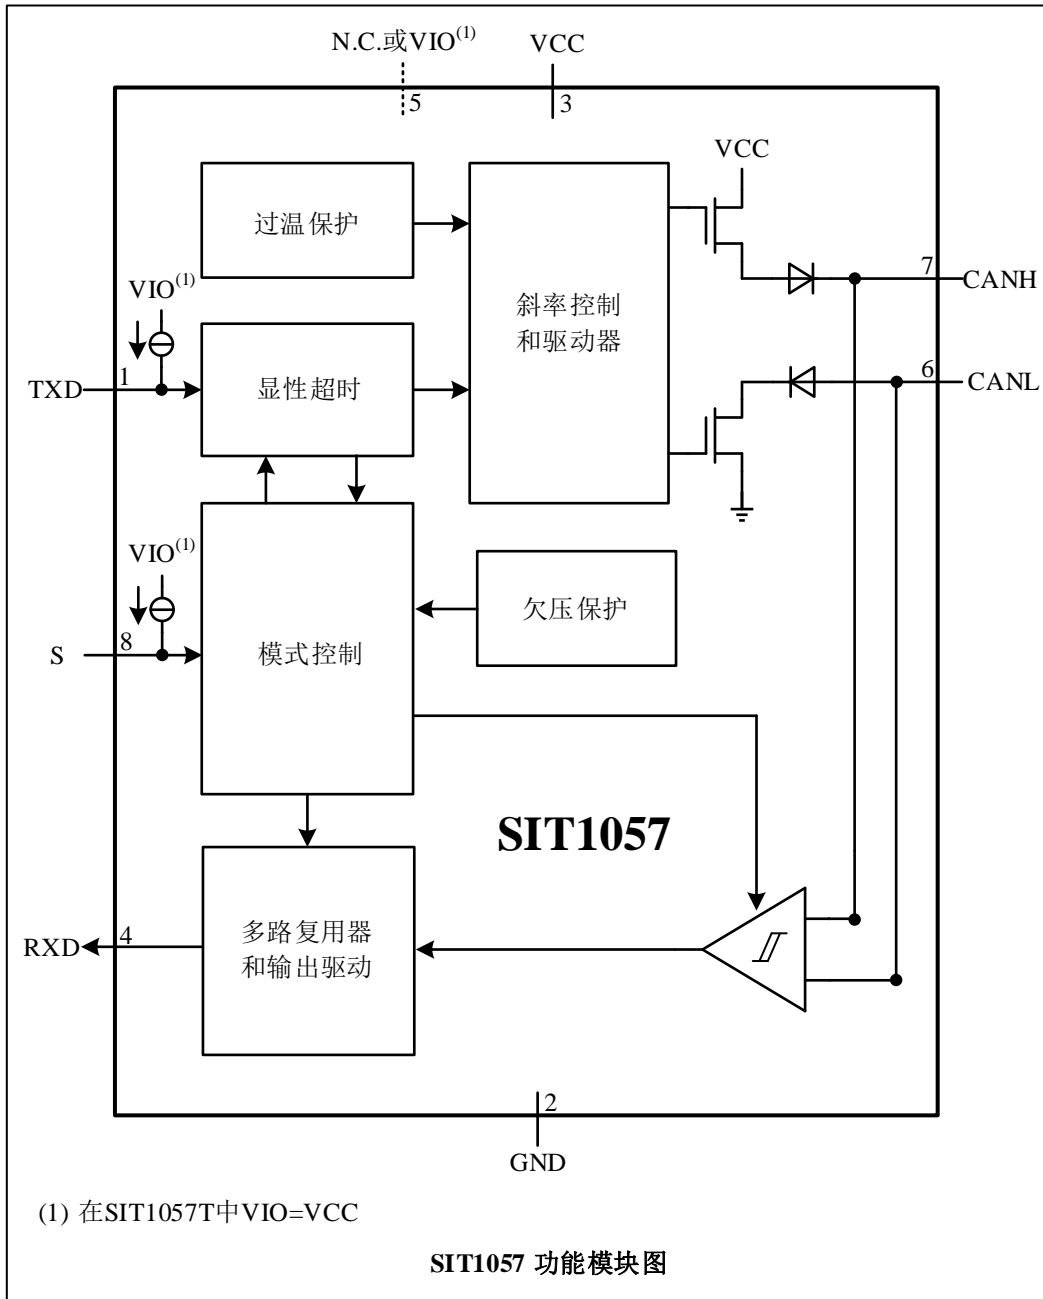 N.C.或VIO(1)
VCC
5
3
VCC
过温保护
斜率控制
和驱动器
7
CANH
VIO(1)
TXD
1
显性超时
6
CANL
VIO(1)
S
8
模式控制
欠压保护
SIT1057
RXD
4
多路复用器
和输出驱动
2
GND
(1) 在SIT1057T中VIO=VCC
SIT1057 功能模块图